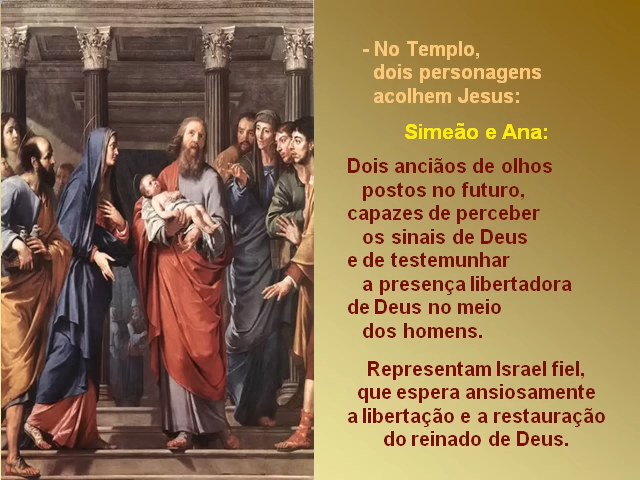 - No Templo,
dois personagens
acolhem Jesus:
Simeão e Ana:
Dois anciãos de olhos
postos no futuro,
capazes de perceber
os sinais de Deus
e de testemunhar
a presença libertadora
de Deus no meio
dos homens.
Representam Israel fiel,
que espera ansiosamente
a libertação e a restauração
do reinado de Deus.